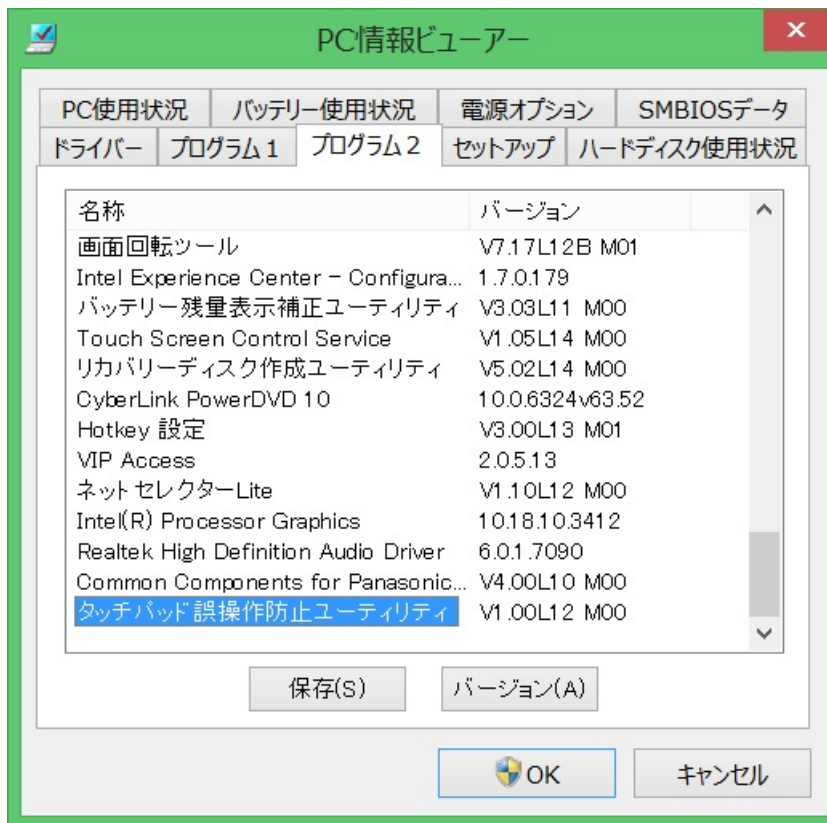 PC情報ビューアー
PC使用状況 バッテリー使用状況 電源オプション SMBIOSデータ
ドライバー プログラム1 プログラム2 セットアップ ハードディスク使用状況
名称 バージョン
画面回転ツール V7.17L12B M01
Intel Experience Center - Configura... 1.7.0.179
バッテリー残量表示補正ユーティリティ V3.03L11 M00
Touch Screen Control Service V1.05L14 M00
リカバリーディスク作成ユーティリティ V5.02L14 M00
CyberLink PowerDVD 10 10.0.6324v63.52
Hotkey 設定 V3.00L13 M01
VIP Access 2.0.5.13
ネットセレクターLite V1.10L12 M00
Intel(R) Processor Graphics 10.18.10.3412
Realtek High Definition Audio Driver 6.0.1.7090
Common Components for Panasonic... V4.00L10 M00
タッチパッド誤操作防止ユーティリティ V1.00L12 M00
保存(S) バージョン(A)
OK キャンセル